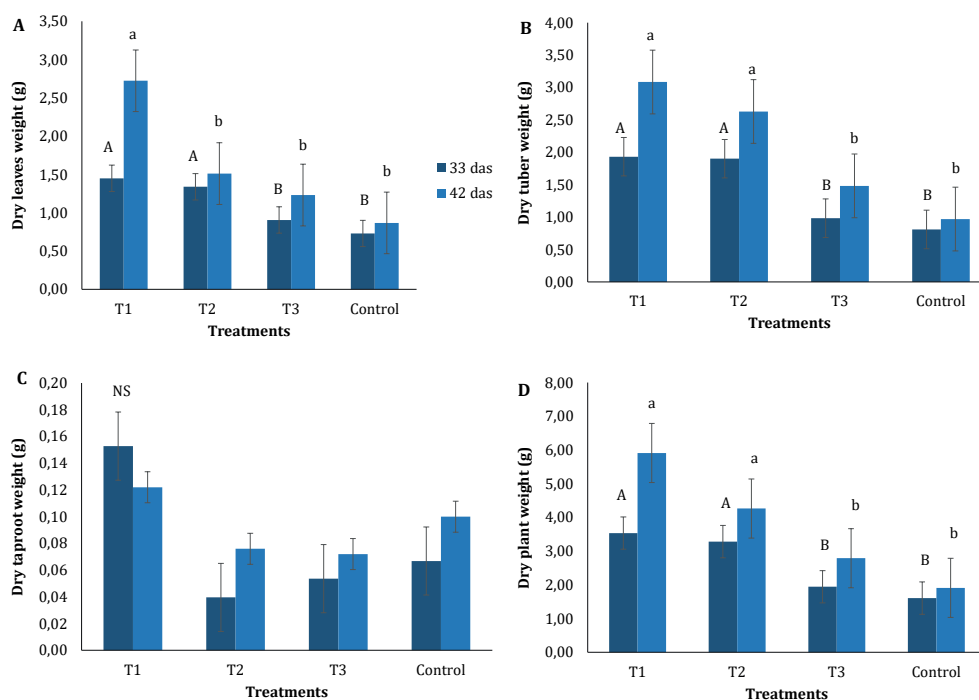 A
Dry leaves weight (g)
3,50
3,00
2,50
2,00
1,50
1,00
0,50
0,00
A a
A b
B b
B b
T1 T2 T3 Control
Treatments
33 das
42 das
B
Dry tuber weight (g)
4,00
3,50
3,00
2,50
2,00
1,50
1,00
0,50
0,00
A a
A a
B b
B b
T1 T2 T3 Control
Treatments
C
Dry taproot weight (g)
0,20
0,18
0,16
0,14
0,12
0,10
0,08
0,06
0,04
0,02
0,00
NS
T1 T2 T3 Control
Treatments
D
Dry plant weight (g)
8,00
7,00
6,00
5,00
4,00
3,00
2,00
1,00
0,00
A a
A a
B b
B b
T1 T2 T3 Control
Treatments